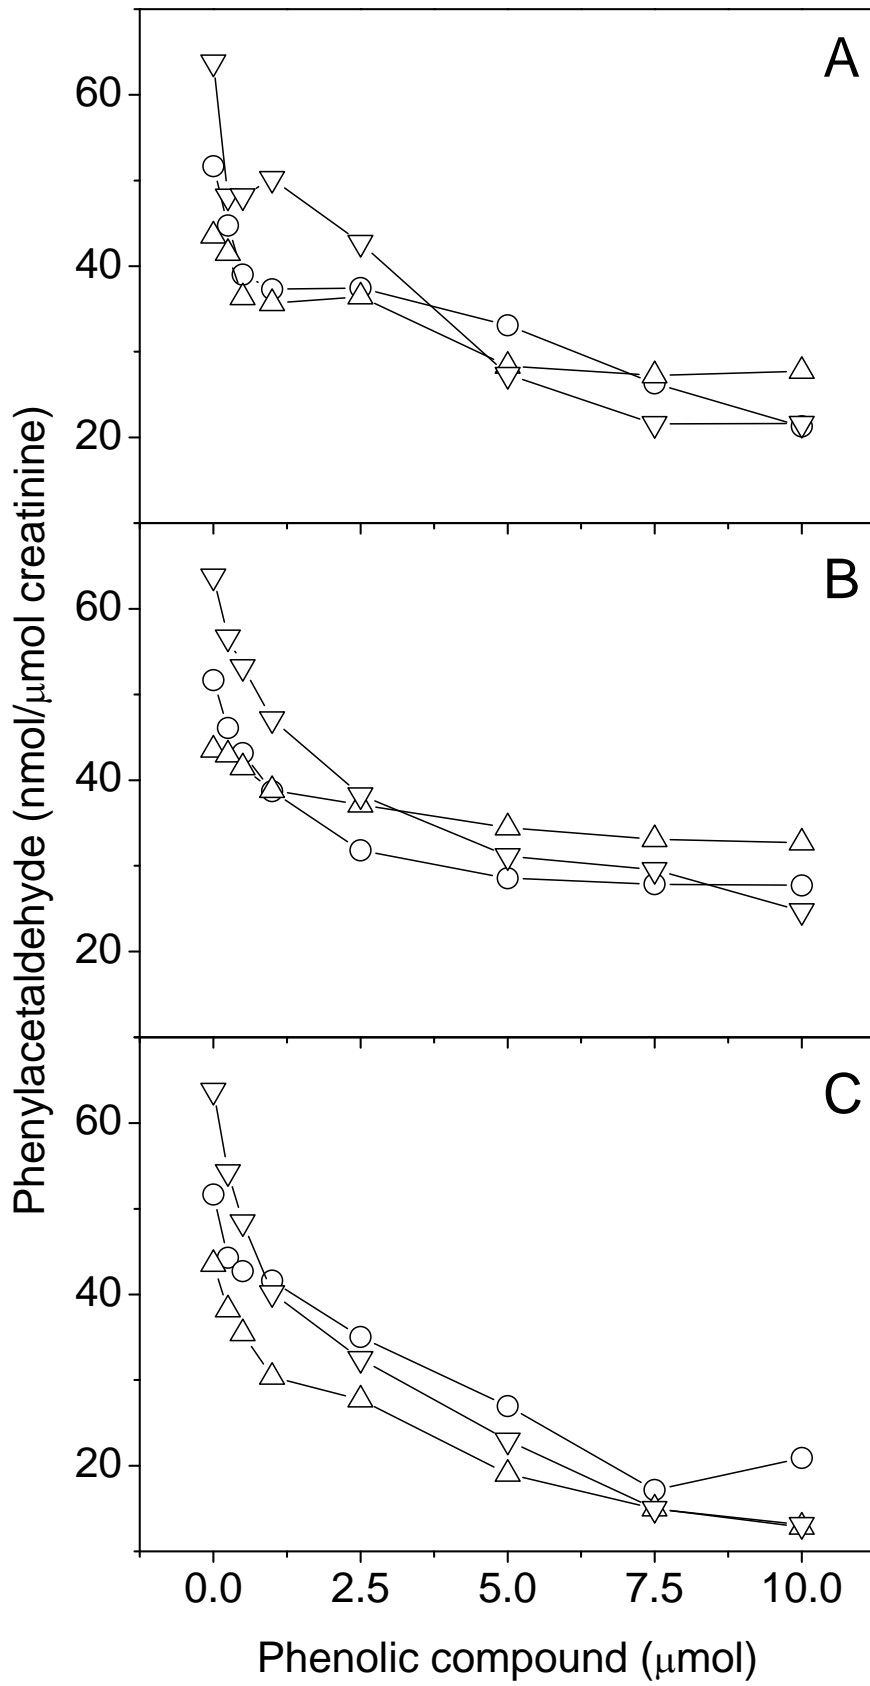 Phenylacetaldehyde (nmol/μmol creatinine)
A
60
40
20
B
60
40
20
C
60
40
20
0.0 2.5 5.0 7.5 10.0
Phenolic compound (μmol)